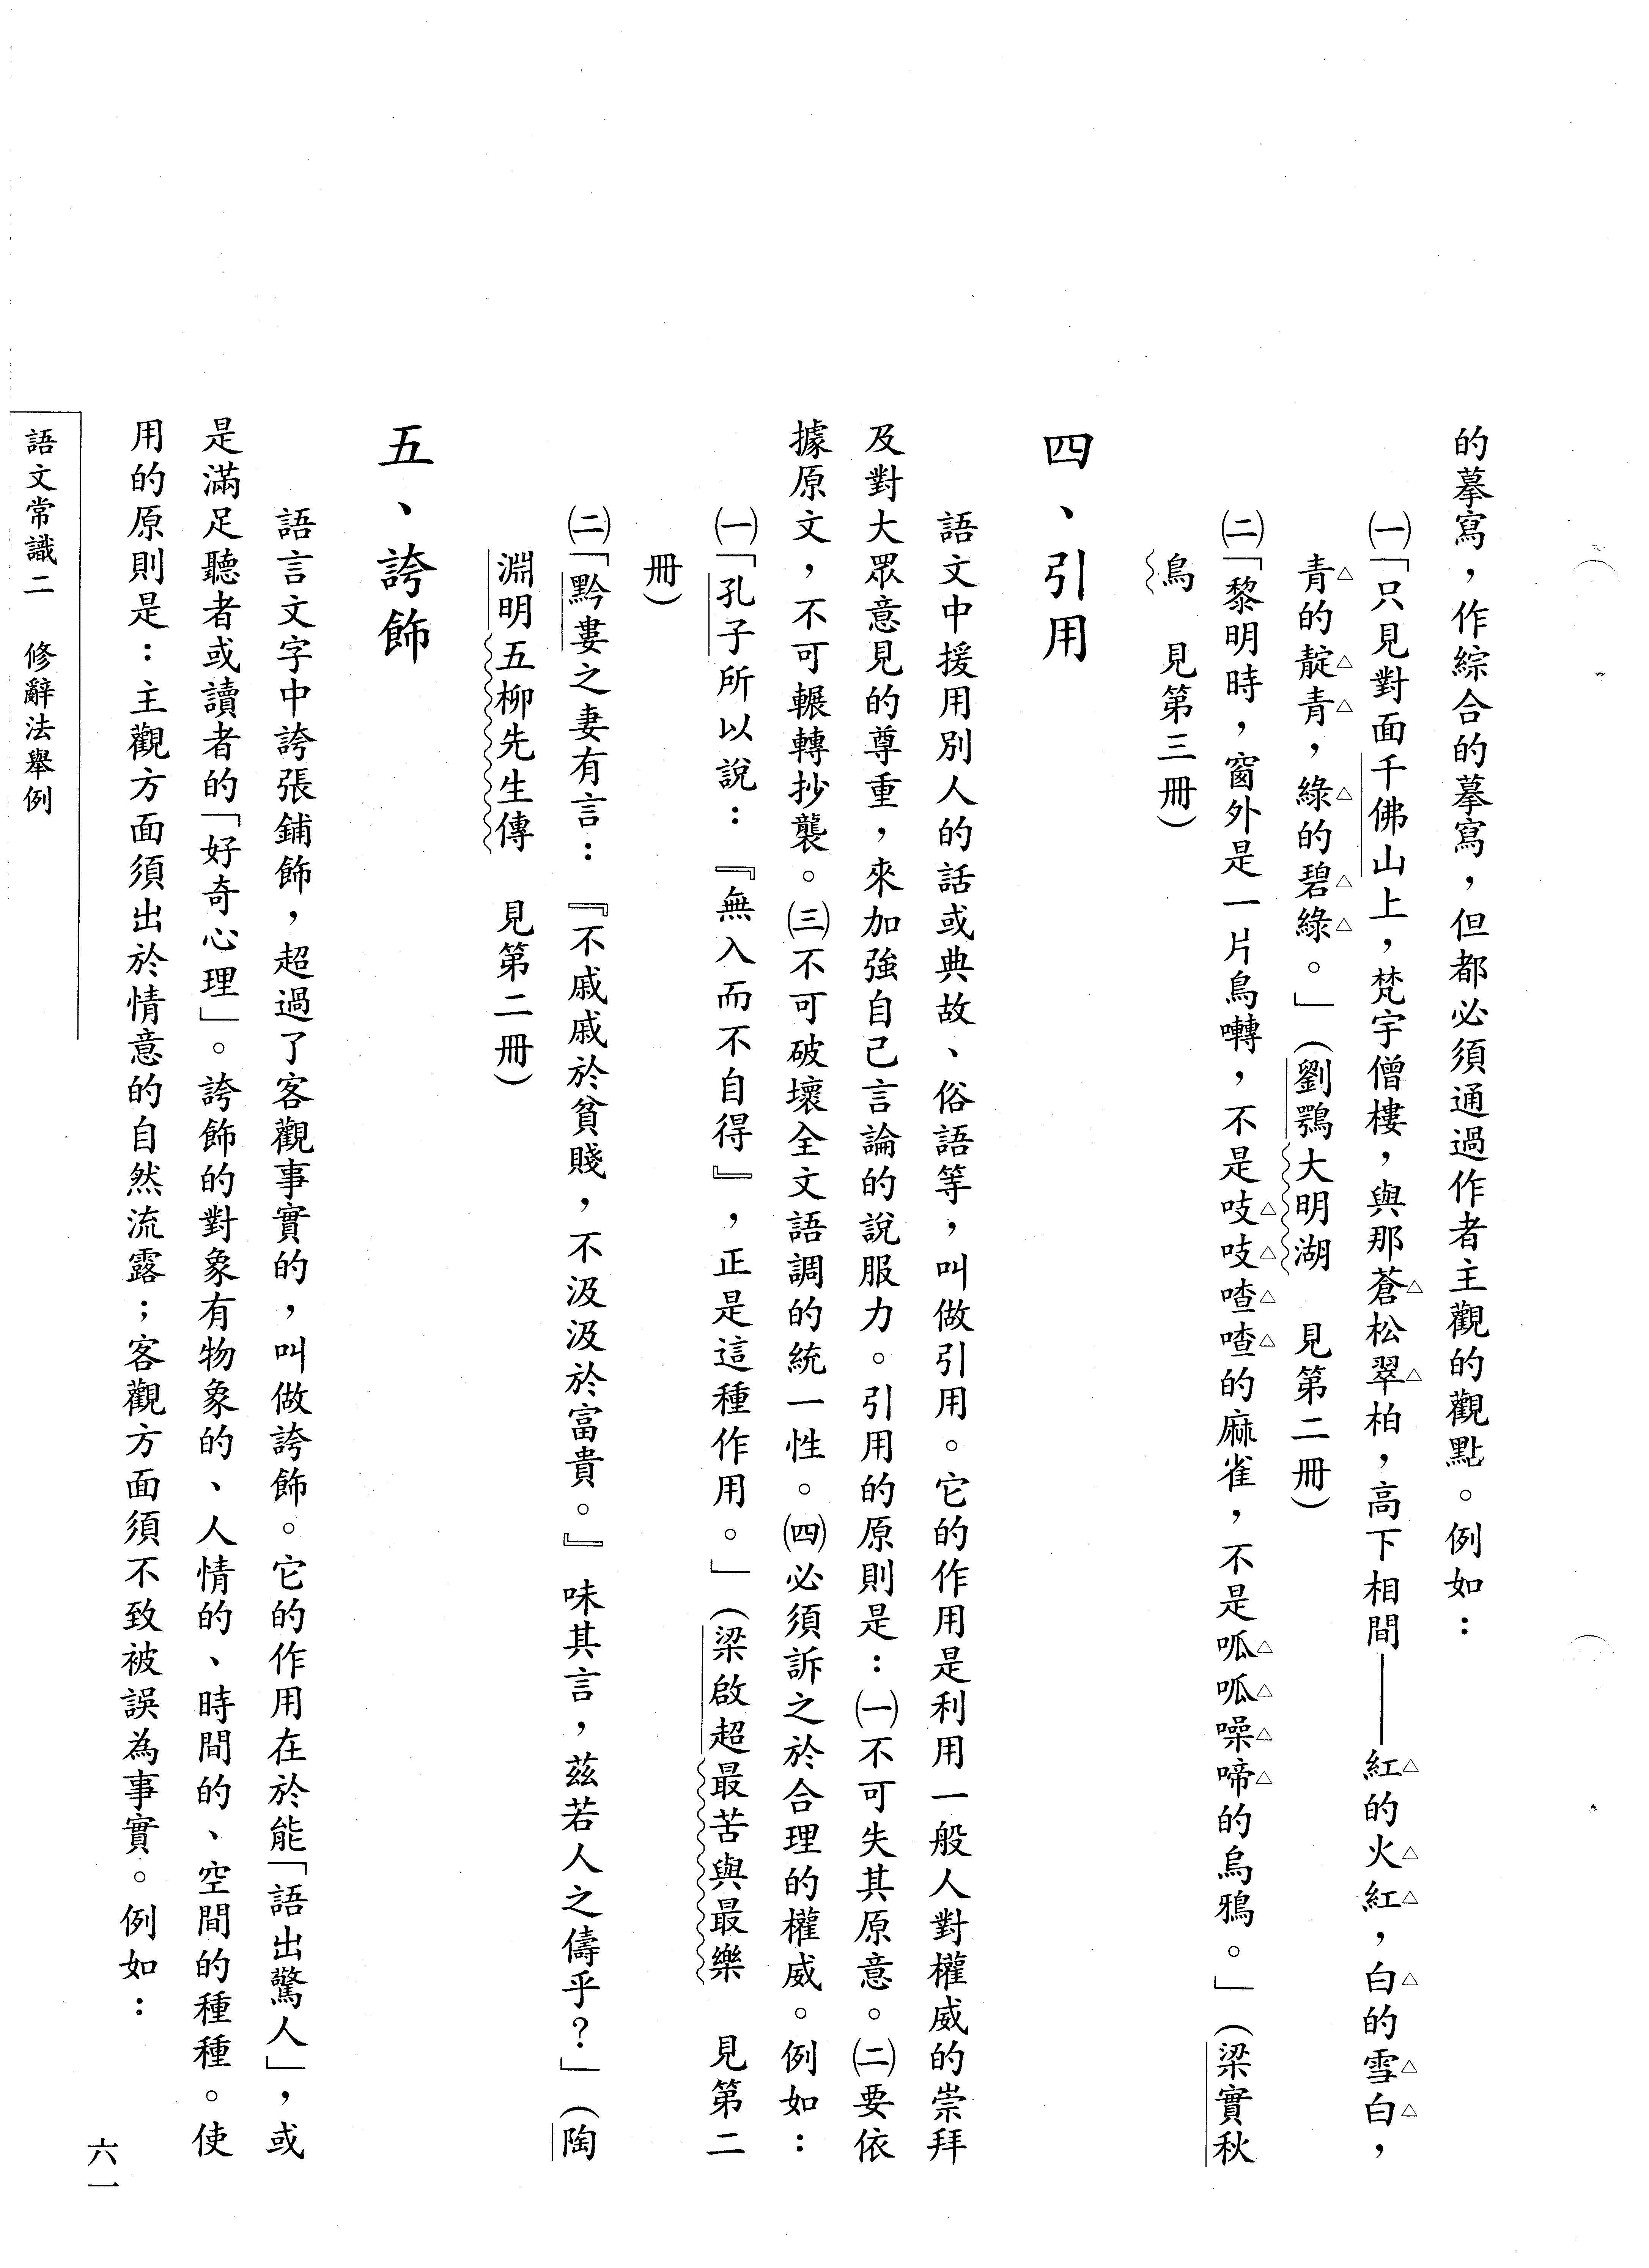 的摹寫，作綜合的摹寫，但都必須通過作者主觀的觀點。例如：
㈠「只見對面千佛山上，梵宇僧樓，與那蒼松翠柏，高下相間——紅的火紅，白的雪白，
青的靛青，綠的碧綠。」（劉鶚大明湖　見第二冊）
㈡「黎明時，窗外是一片鳥囀，不是吱吱喳喳的麻雀，不是呱呱噪啼的烏鴉。」（梁實秋
鳥　見第三冊）
四、引用
語文中援用別人的話或典故、俗語等，叫做引用。它的作用是利用一般人對權威的崇拜
及對大眾意見的尊重，來加強自己言論的說服力。引用的原則是：㈠不可失其原意。㈡要依
據原文，不可輾轉抄襲。㈢不可破壞全文語調的統一性。㈣必須訴之於合理的權威。例如：
㈠「孔子所以說：『無入而不自得』，正是這種作用。」（梁啟超最苦與最樂　見第二
冊）
㈡「黔婁之妻有言：『不戚戚於貧賤，不汲汲於富貴。』味其言，茲若人之儔乎？」（陶
淵明五柳先生傳　見第二冊）
五、誇飾
語言文字中誇張鋪飾，超過了客觀事實的，叫做誇飾。它的作用在於能「語出驚人」，或
是滿足聽者或讀者的「好奇心理」。誇飾的對象有物象的、人情的、時間的、空間的種種。使
用的原則是：主觀方面須出於情意的自然流露；客觀方面須不致被誤為事實。例如：
語文常識二　修辭法舉例
六一